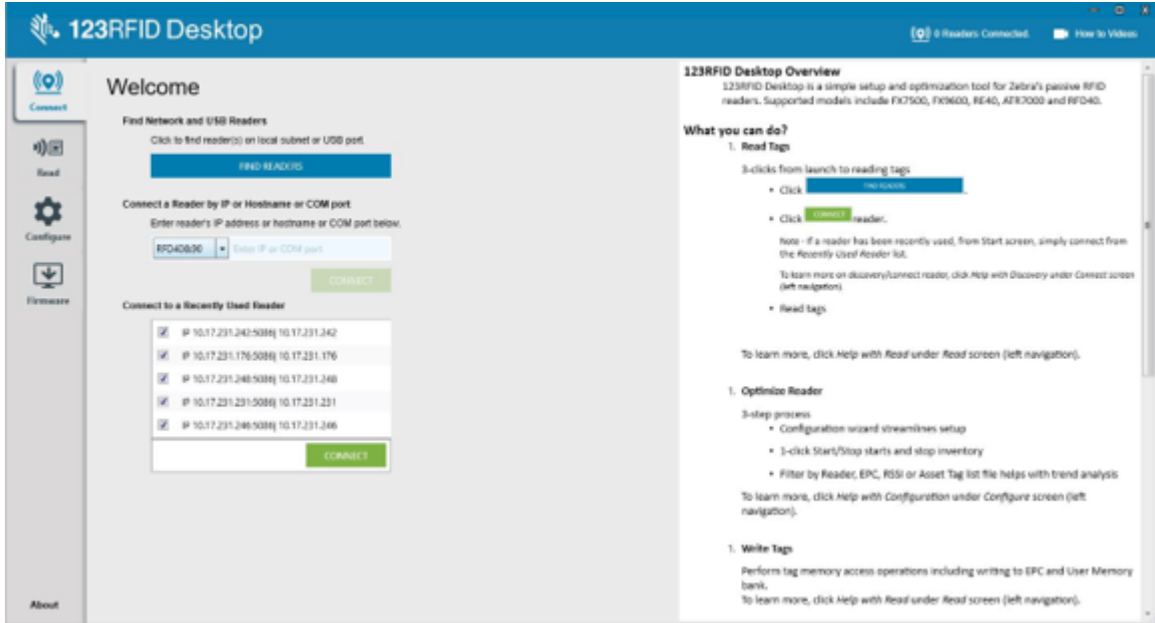 123RFID Desktop
0 Readers Connected.
How to Videos
Connect
Read
Configure
Firmware
About
Welcome
Find Network and USB Readers
Click to find reader(s) on local subnet or USB port.
FIND READERS
Connect a Reader by IP or Hostname or COM port
Enter reader's IP address or hostname or COM port below.
RFD40&90
Enter IP or COM port
CONNECT
Connect to a Recently Used Reader
IP 10.17.231.242:5086| 10.17.231.242
IP 10.17.231.176:5086| 10.17.231.176
IP 10.17.231.248:5086| 10.17.231.248
IP 10.17.231.231:5086| 10.17.231.231
IP 10.17.231.246:5086| 10.17.231.246
CONNECT
123RFID Desktop Overview
123RFID Desktop is a simple setup and optimization tool for Zebra's passive RFID
readers. Supported models include FX7500, FX9600, RE40, ATR7000 and RFD40.
What you can do?
1. Read Tags
3-clicks from launch to reading tags
• Click FIND READERS .
• Click CONNECT reader.
Note - If a reader has been recently used, from Start screen, simply connect from
the Recently Used Reader list.
To learn more on discovery/connect reader, click Help with Discovery under Connect screen
(left navigation).
• Read tags
To learn more, click Help with Read under Read screen (left navigation).
1. Optimize Reader
3-step process
• Configuration wizard streamlines setup
• 1-click Start/Stop starts and stop inventory
• Filter by Reader, EPC, RSSI or Asset Tag list file helps with trend analysis
To learn more, click Help with Configuration under Configure screen (left
navigation).
1. Write Tags
Perform tag memory access operations including writing to EPC and User Memory
bank.
To learn more, click Help with Read under Read screen (left navigation).